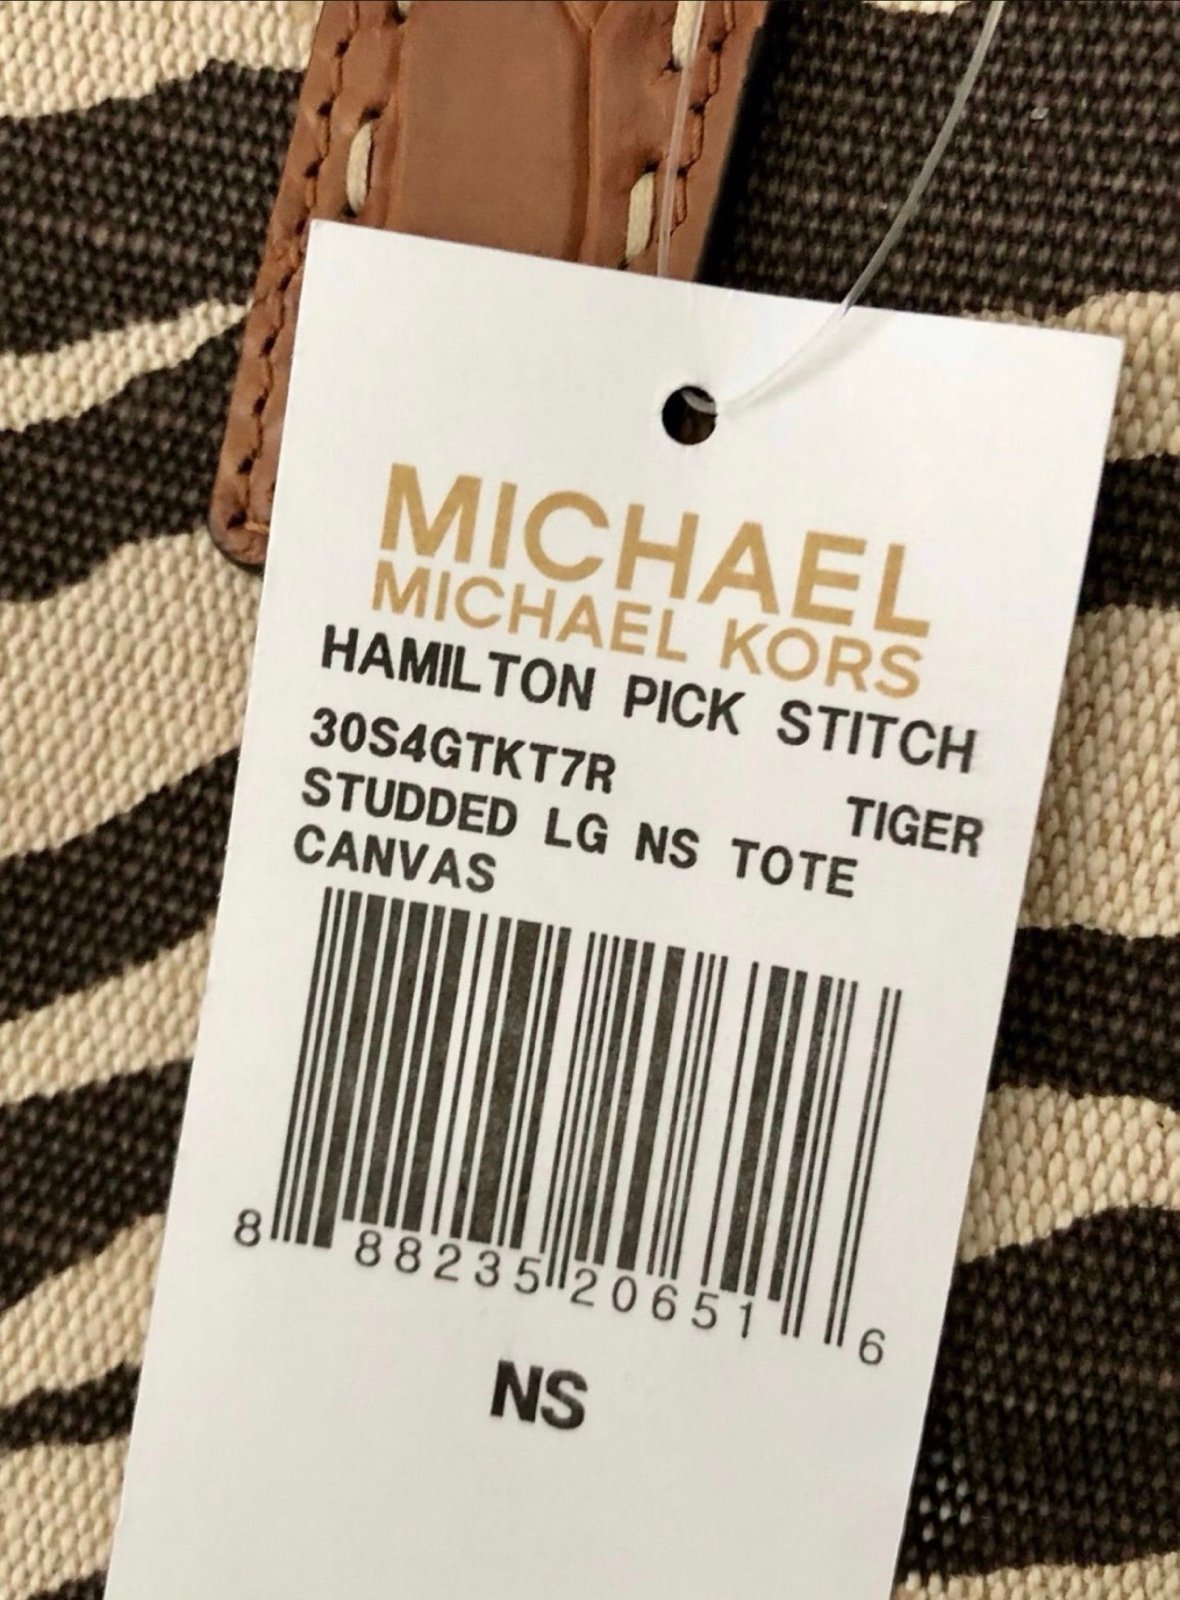 MICHAEL
MICHAEL KORS
HAMILTON PICK STITCH
30S4GTKT7R TIGER
STUDDED LG NS TOTE
CANVAS
8 88235 20651 6
NS